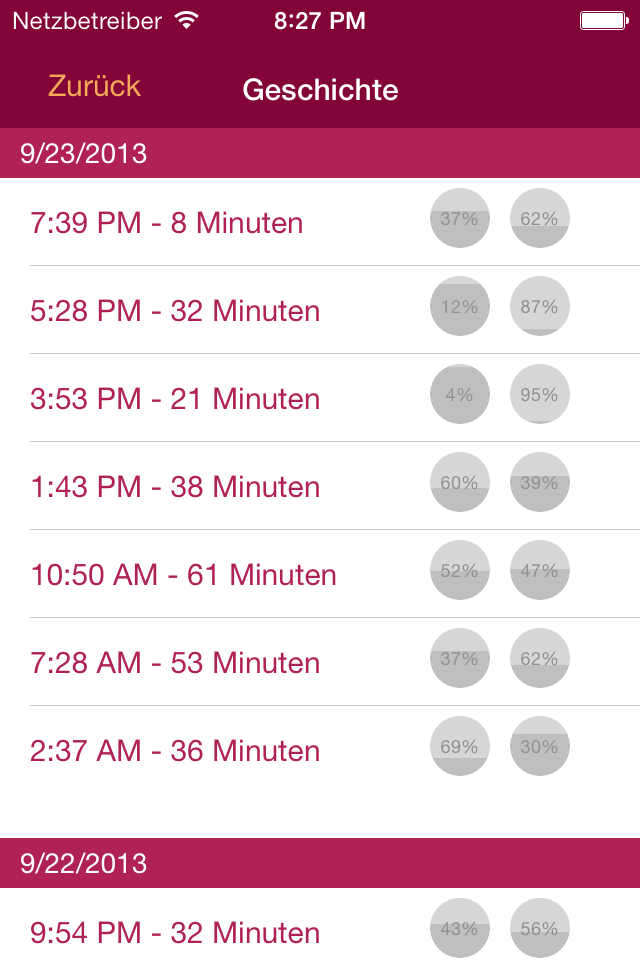 Netzbetreiber 8:27 PM
Zurück Geschichte
9/23/2013
7:39 PM - 8 Minuten 37% 62%
5:28 PM - 32 Minuten 12% 87%
3:53 PM - 21 Minuten 4% 95%
1:43 PM - 38 Minuten 60% 39%
10:50 AM - 61 Minuten 52% 47%
7:28 AM - 53 Minuten 37% 62%
2:37 AM - 36 Minuten 69% 30%
9/22/2013
9:54 PM - 32 Minuten 43% 56%